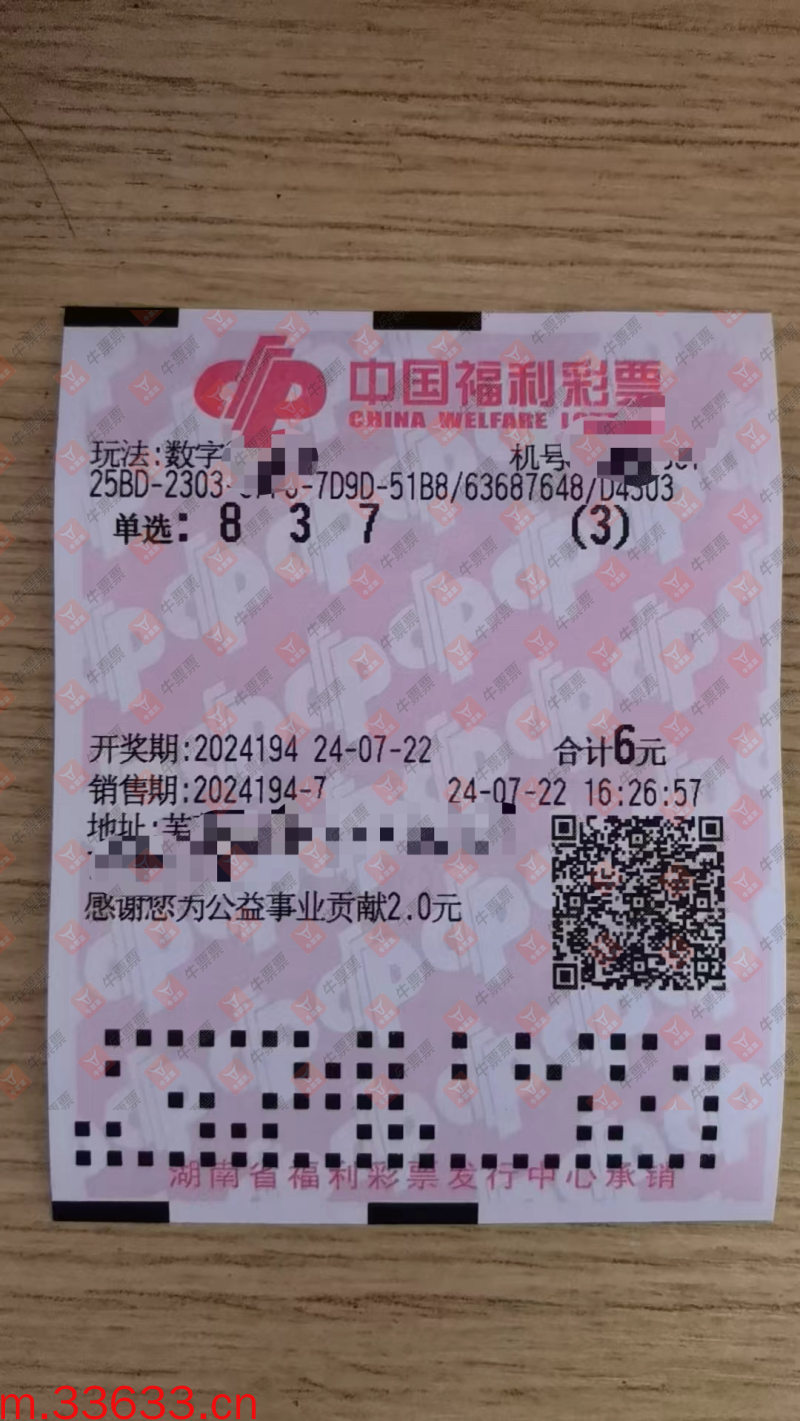 中国福利彩票
CHINA WELFARE
玩法:数字 机号
25BD-2303- -7D9D-51B8/63687648/D4303
单选: 8 3 7 (3)
开奖期:2024194 24-07-22 合计6元
销售期:2024194-7 24-07-22 16:26:57
地址:芜
感谢您为公益事业贡献2.0元
湖南省福利彩票发行中心承销
牛票票
m.33633.cn